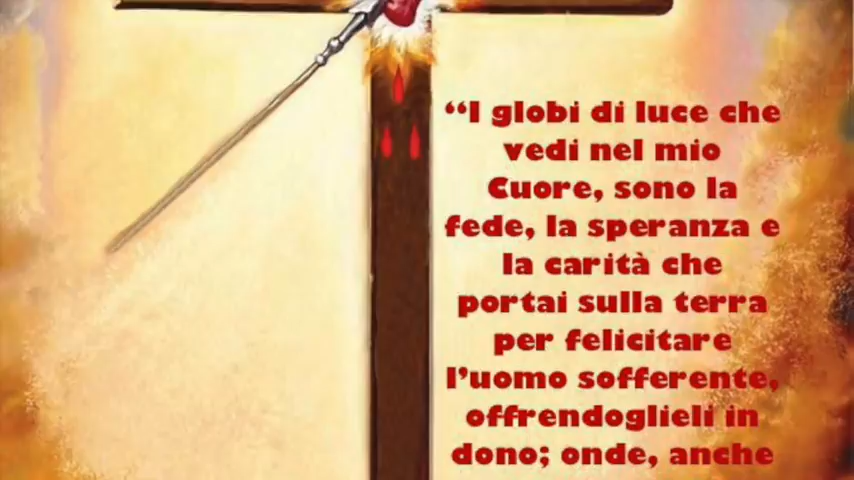 “I globi di luce che
vedi nel mio
Cuore, sono la
fede, la speranza e
la carità che
portai sulla terra
per felicitare
l’uomo sofferente,
offrendoglieli in
dono; onde, anche